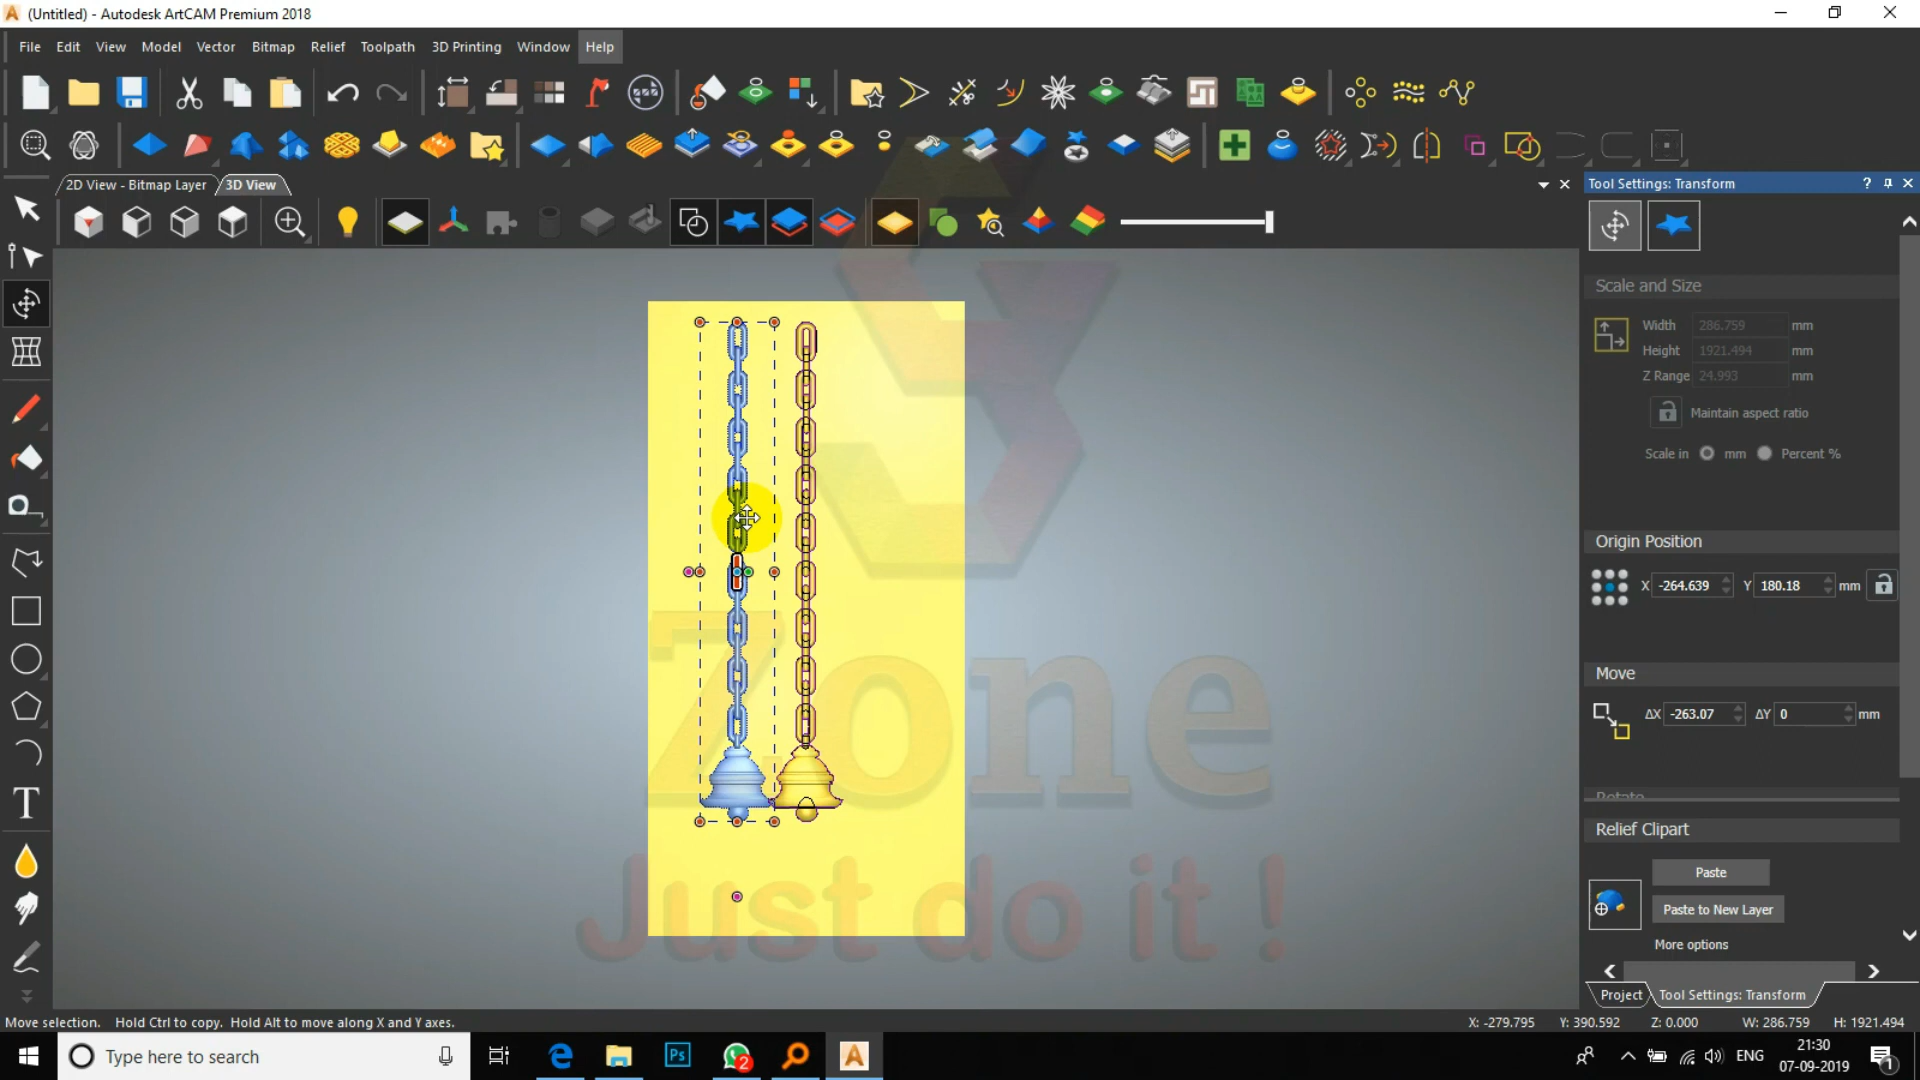 (Untitled) - Autodesk ArtCAM Premium 2018
File Edit View Model Vector Bitmap Relief Toolpath 3D Printing Window Help
2D View - Bitmap Layer 3D View
Tool Settings: Transform
Scale and Size
Width 286.759 mm
Height 1921.494 mm
Z Range 24.993 mm
Maintain aspect ratio
Scale in mm Percent %
Origin Position
X -264.639 Y 180.18 mm
Move
ΔX -263.07 ΔY 0 mm
Rotate
Relief Clipart
Paste
Paste to New Layer
More options
Project Tool Settings: Transform
Zone
Just do it !
Move selection. Hold Ctrl to copy. Hold Alt to move along X and Y axes.
X: -279.795 Y: 390.592 Z: 0.000 W: 286.759 H: 1921.494
Type here to search
Ps
2
ENG
21:30
07-09-2019
1